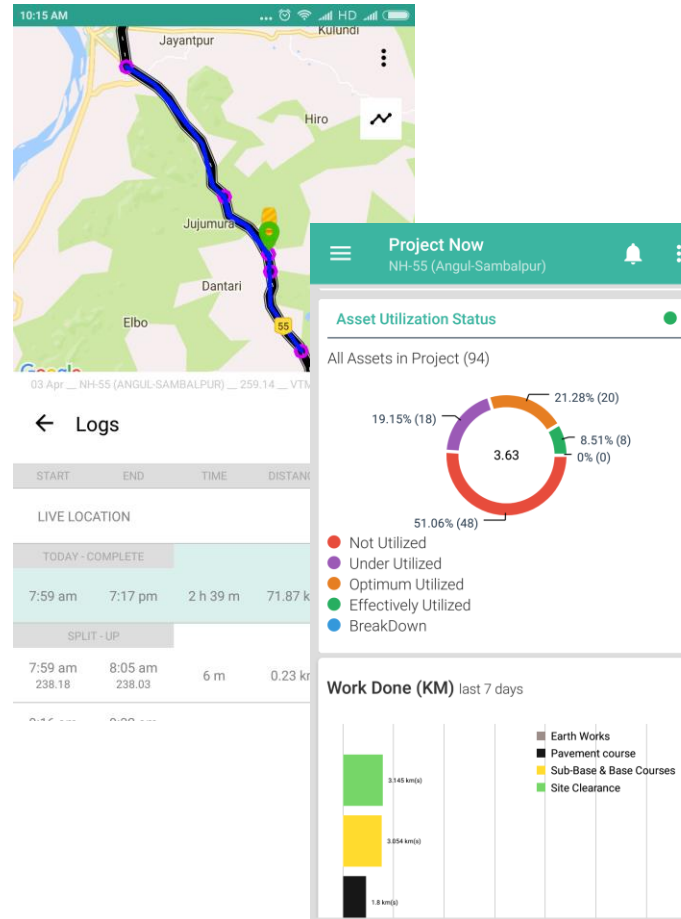 10:15 AM
... HD
Jayantpur
Kulundi
Hiro
Jujumura
Dantari
Elbo
55
Google
03 Apr __ NH-55 (ANGUL-SAMBALPUR) __ 259.14 __ VTM
← Logs
START END TIME DISTANC
LIVE LOCATION
TODAY - COMPLETE
7:59 am 7:17 pm 2 h 39 m 71.87 k
SPLIT - UP
7:59 am 8:05 am 6 m 0.23 kr
238.18 238.03
Project Now
NH-55 (Angul-Sambalpur)
Asset Utilization Status
All Assets in Project (94)
21.28% (20)
19.15% (18)
8.51% (8)
0% (0)
3.63
51.06% (48)
Not Utilized
Under Utilized
Optimum Utilized
Effectively Utilized
BreakDown
Work Done (KM) last 7 days
Earth Works
Pavement course
Sub-Base & Base Courses
Site Clearance
3.145 km(s)
3.054 km(s)
1.8 km(s)